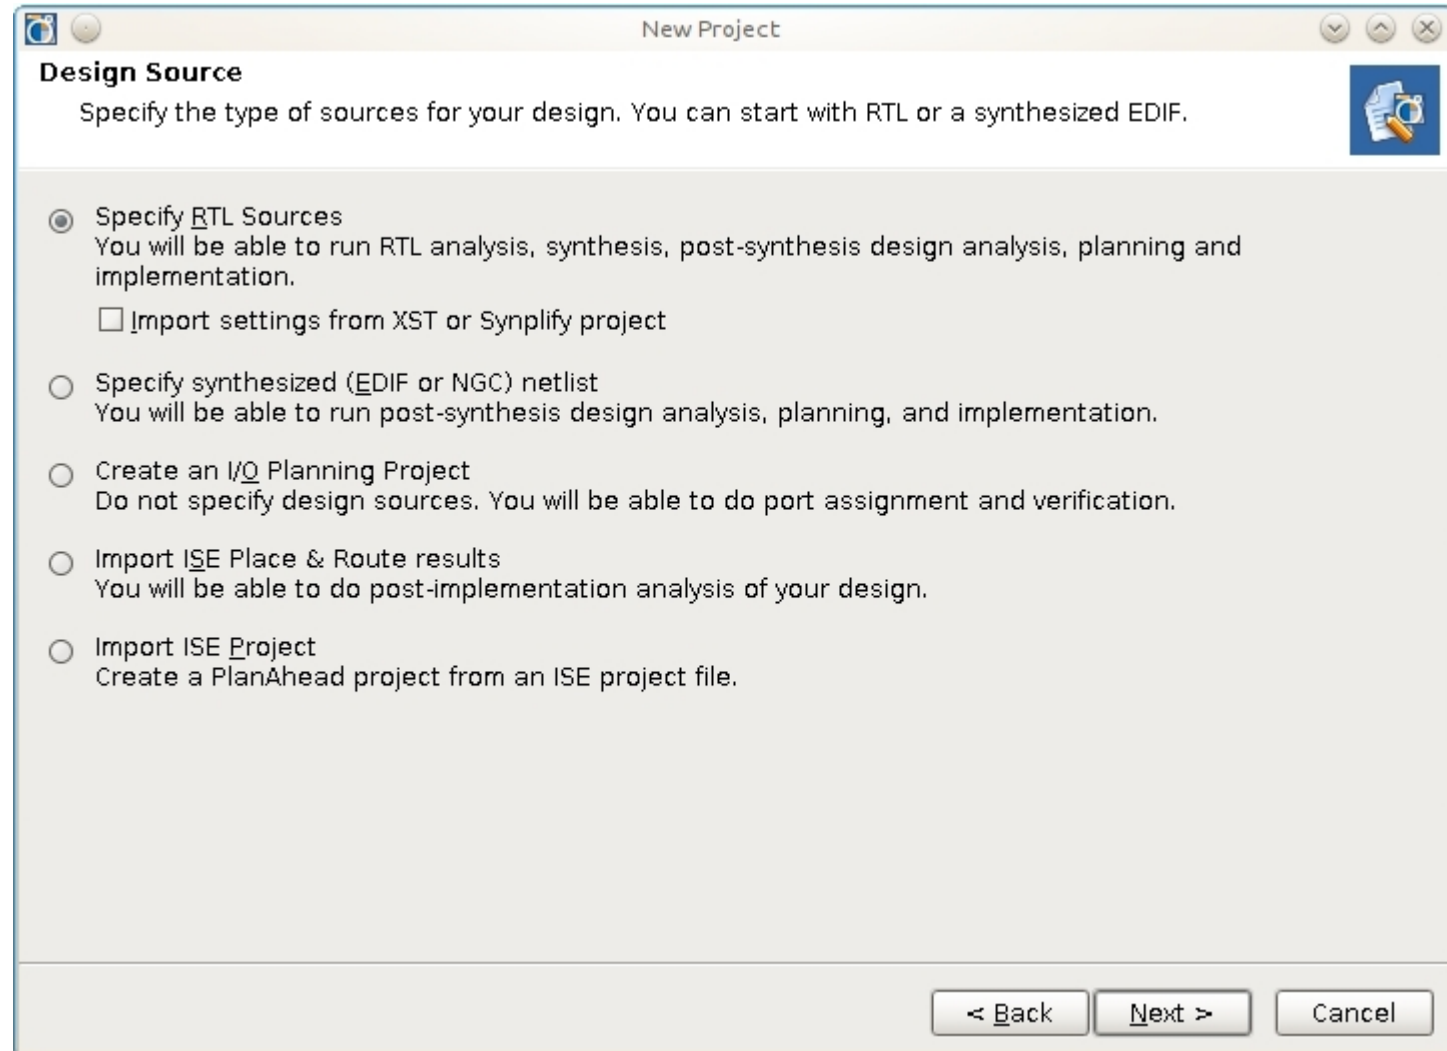 New Project
Design Source
Specify the type of sources for your design. You can start with RTL or a synthesized EDIF.
Specify RTL Sources
You will be able to run RTL analysis, synthesis, post-synthesis design analysis, planning and
implementation.
Import settings from XST or Synplify project
Specify synthesized (EDIF or NGC) netlist
You will be able to run post-synthesis design analysis, planning, and implementation.
Create an I/O Planning Project
Do not specify design sources. You will be able to do port assignment and verification.
Import ISE Place & Route results
You will be able to do post-implementation analysis of your design.
Import ISE Project
Create a PlanAhead project from an ISE project file.
< Back Next > Cancel